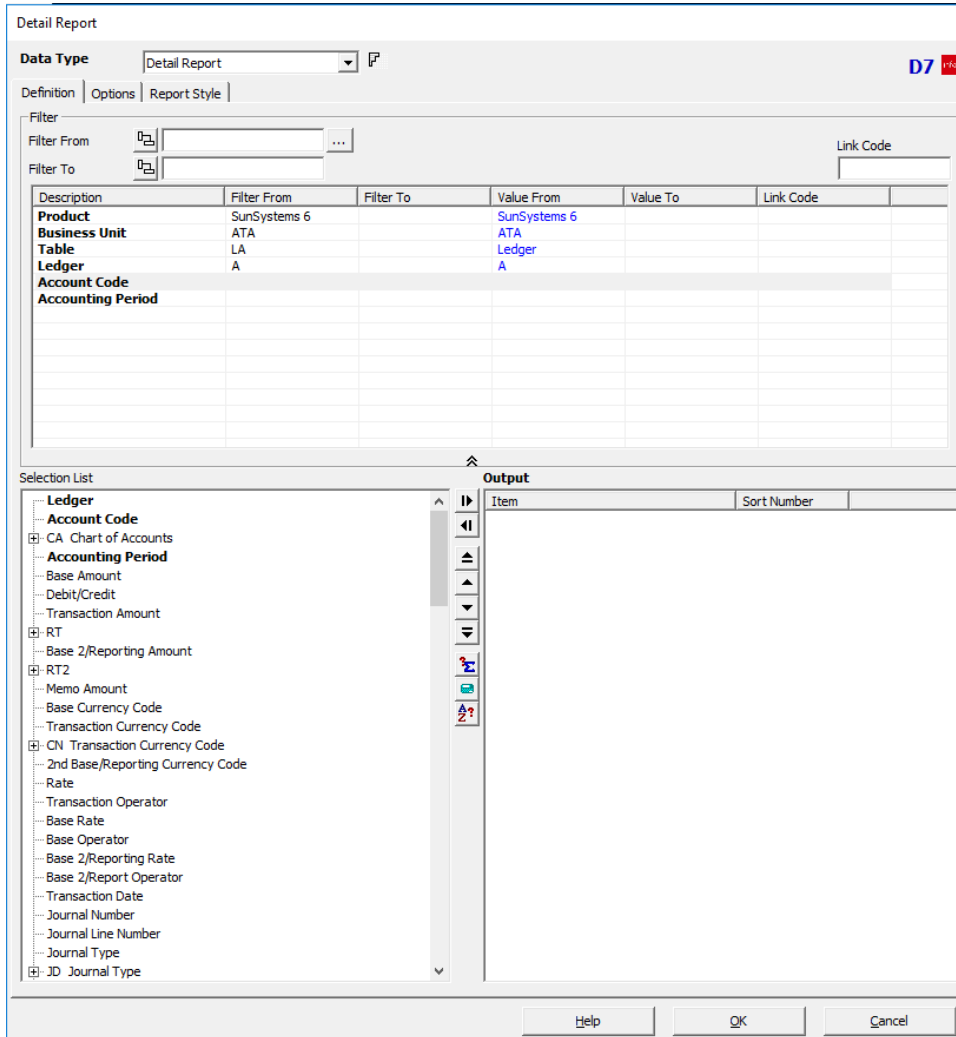 Detail Report
Data Type Detail Report
D7
Definition Options Report Style
Filter
Filter From ...
Link Code
Filter To
Description Filter From Filter To Value From Value To Link Code
Product SunSystems 6 SunSystems 6
Business Unit ATA ATA
Table LA Ledger
Ledger A A
Account Code
Accounting Period
Selection List Output
Item Sort Number
Ledger
Account Code
CA Chart of Accounts
Accounting Period
Base Amount
Debit/Credit
Transaction Amount
RT
Base 2/Reporting Amount
RT2
Memo Amount
Base Currency Code
Transaction Currency Code
CN Transaction Currency Code
2nd Base/Reporting Currency Code
Rate
Transaction Operator
Base Rate
Base Operator
Base 2/Reporting Rate
Base 2/Report Operator
Transaction Date
Journal Number
Journal Line Number
Journal Type
JD Journal Type
Help OK Cancel